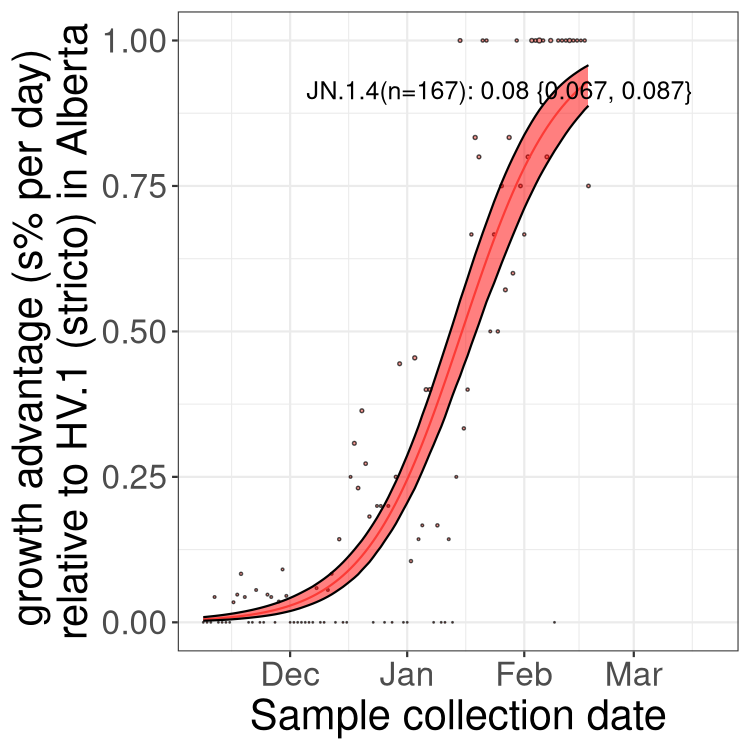 growth advantage (s% per day)
relative to HV.1 (stricto) in Alberta
1.00
0.75
0.50
0.25
0.00
JN.1.4(n=167): 0.08 {0.067, 0.087}
Dec Jan Feb Mar
Sample collection date